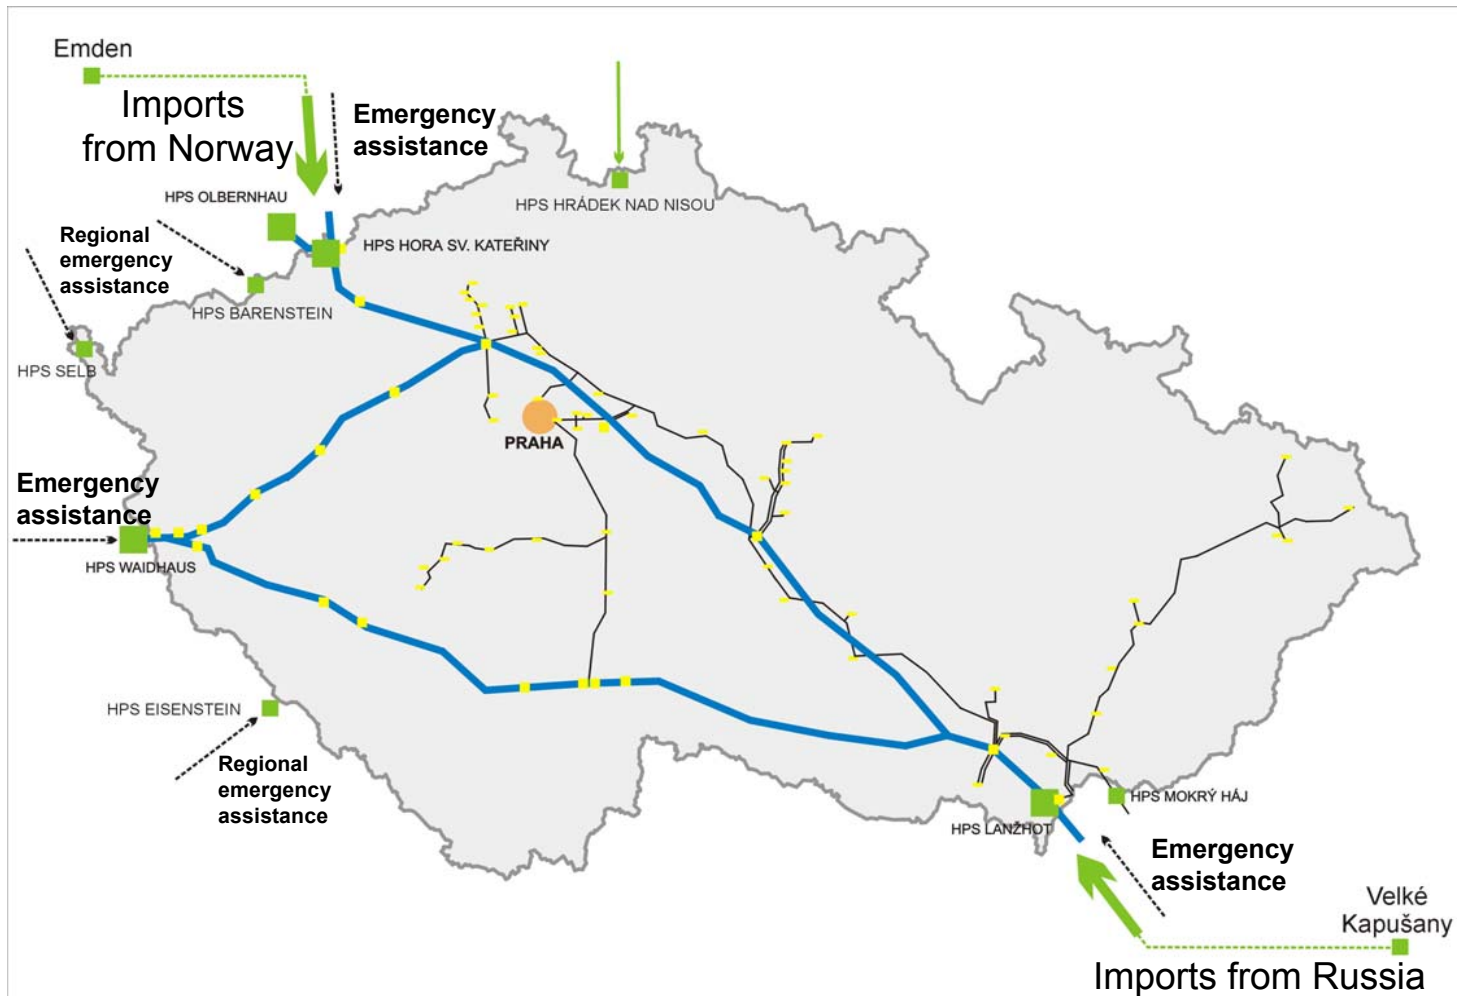 Emden
Imports
from Norway
Emergency
assistance
HPS OLBERNHAU
HPS HRÁDEK NAD NISOU
Regional
emergency
assistance
HPS HORA SV. KATEŘINY
HPS BARENSTEIN
HPS SELB
PRAHA
Emergency
assistance
HPS WAIDHAUS
HPS EISENSTEIN
Regional
emergency
assistance
HPS MOKRÝ HÁJ
HPS LANŽHOT
Emergency
assistance
Velké
Kapušany
Imports from Russia